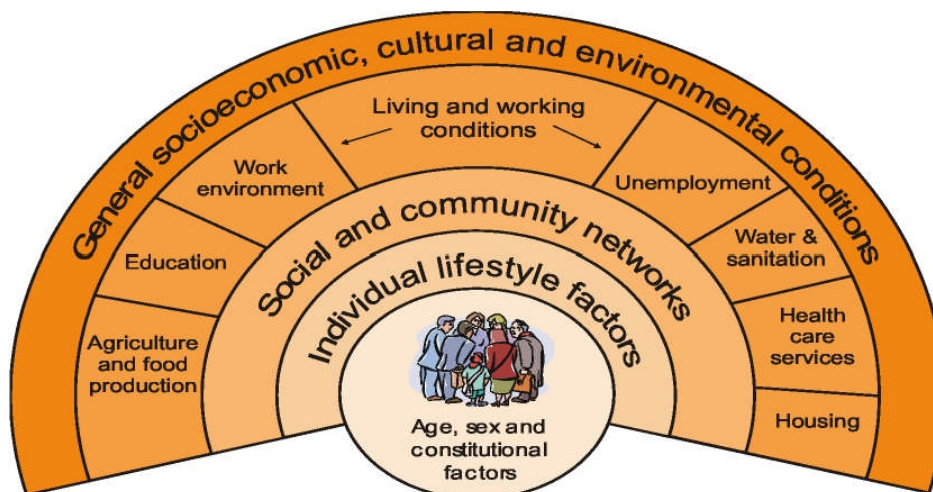 General socioeconomic, cultural and environmental conditions
Living and working
conditions
Work
environment
Unemployment
Education
Water &
sanitation
Agriculture
and food
production
Health
care
services
Housing
Social and community networks
Individual lifestyle factors
Age, sex and
constitutional
factors